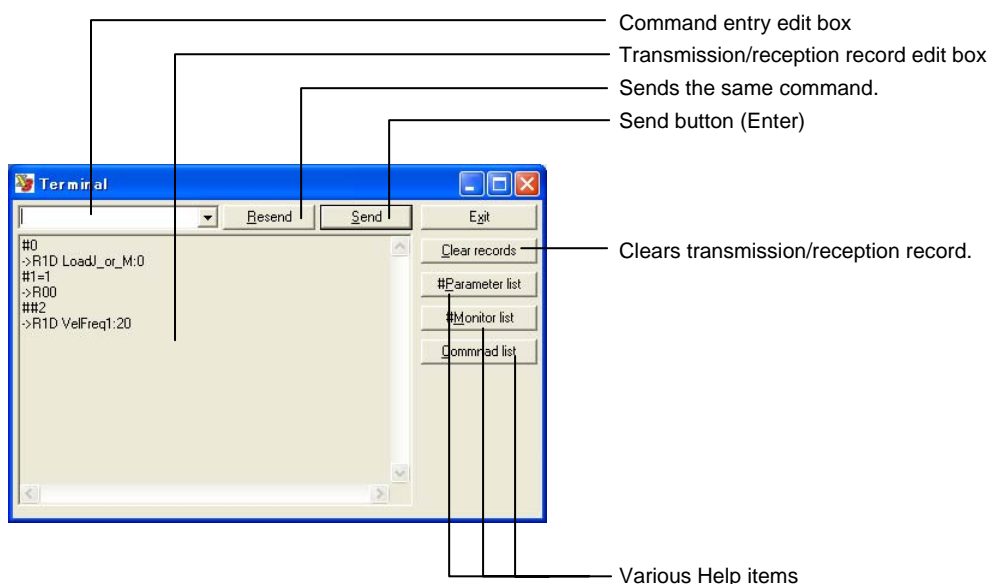 Command entry edit box
Transmission/reception record edit box
Sends the same command.
Send button (Enter)
Terminal
Resend
Send
Exit
#0
->R1D LoadJ_or_M:0
#1=1
->R00
##2
->R1D VelFreq1:20
Clear records
Clears transmission/reception record.
#Parameter list
#Monitor list
Commnad list
Various Help items